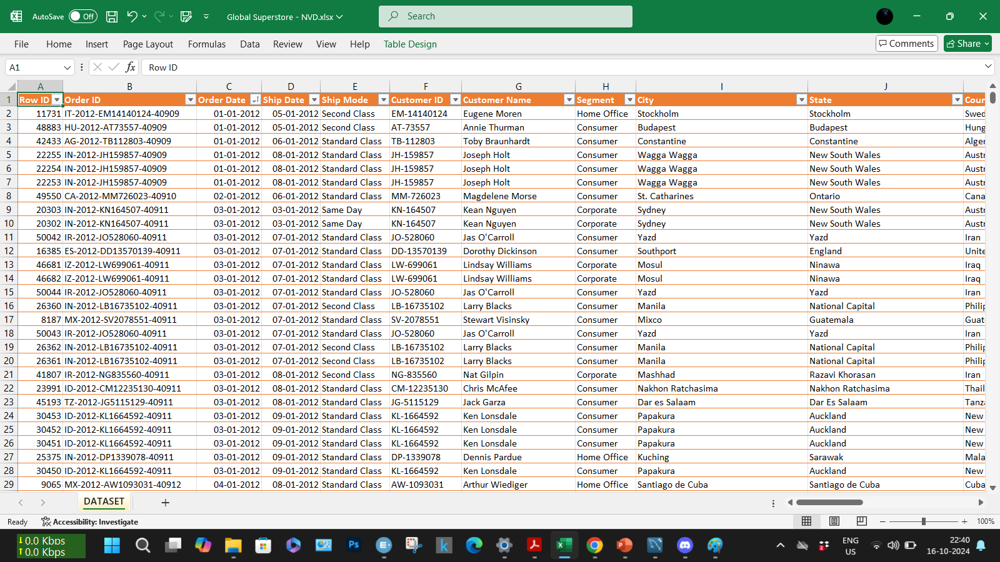 AutoSave Off Global Superstore - NVD.xlsx Search
File Home Insert Page Layout Formulas Data Review View Help Table Design Comments Share
A1 fx Row ID
A B C D E F G H I J
1 Row ID Order ID Order Date Ship Date Ship Mode Customer ID Customer Name Segment City State Cour
2 11731 IT-2012-EM14140124-40909 01-01-2012 05-01-2012 Second Class EM-14140124 Eugene Moren Home Office Stockholm Stockholm Swed
3 48883 HU-2012-AT73557-40909 01-01-2012 05-01-2012 Second Class AT-73557 Annie Thurman Consumer Budapest Budapest Hung
4 42433 AG-2012-TB112803-40909 01-01-2012 06-01-2012 Standard Class TB-112803 Toby Braunhardt Consumer Constantine Constantine Alger
5 22255 IN-2012-JH159857-40909 01-01-2012 08-01-2012 Standard Class JH-159857 Joseph Holt Consumer Wagga Wagga New South Wales Austr
6 22254 IN-2012-JH159857-40909 01-01-2012 08-01-2012 Standard Class JH-159857 Joseph Holt Consumer Wagga Wagga New South Wales Austr
7 22253 IN-2012-JH159857-40909 01-01-2012 08-01-2012 Standard Class JH-159857 Joseph Holt Consumer Wagga Wagga New South Wales Austr
8 49550 CA-2012-MM726023-40910 02-01-2012 06-01-2012 Standard Class MM-726023 Magdelene Morse Consumer St. Catharines Ontario Cana
9 20303 IN-2012-KN164507-40911 03-01-2012 03-01-2012 Same Day KN-164507 Kean Nguyen Corporate Sydney New South Wales Austr
10 20302 IN-2012-KN164507-40911 03-01-2012 03-01-2012 Same Day KN-164507 Kean Nguyen Corporate Sydney New South Wales Austr
11 50042 IR-2012-JO528060-40911 03-01-2012 07-01-2012 Standard Class JO-528060 Jas O'Carroll Consumer Yazd Yazd Iran
12 16385 ES-2012-DD13570139-40911 03-01-2012 07-01-2012 Standard Class DD-13570139 Dorothy Dickinson Consumer Southport England Unite
13 46681 IZ-2012-LW699061-40911 03-01-2012 07-01-2012 Standard Class LW-699061 Lindsay Williams Corporate Mosul Ninawa Iraq
14 46682 IZ-2012-LW699061-40911 03-01-2012 07-01-2012 Standard Class LW-699061 Lindsay Williams Corporate Mosul Ninawa Iraq
15 50044 IR-2012-JO528060-40911 03-01-2012 07-01-2012 Standard Class JO-528060 Jas O'Carroll Consumer Yazd Yazd Iran
16 26360 IN-2012-LB16735102-40911 03-01-2012 07-01-2012 Second Class LB-16735102 Larry Blacks Consumer Manila National Capital Philip
17 8187 MX-2012-SV2078551-40911 03-01-2012 07-01-2012 Standard Class SV-2078551 Stewart Visinsky Consumer Mixco Guatemala Guat
18 50043 IR-2012-JO528060-40911 03-01-2012 07-01-2012 Standard Class JO-528060 Jas O'Carroll Consumer Yazd Yazd Iran
19 26362 IN-2012-LB16735102-40911 03-01-2012 07-01-2012 Second Class LB-16735102 Larry Blacks Consumer Manila National Capital Philip
20 26361 IN-2012-LB16735102-40911 03-01-2012 07-01-2012 Second Class LB-16735102 Larry Blacks Consumer Manila National Capital Philip
21 41807 IR-2012-NG835560-40911 03-01-2012 08-01-2012 Second Class NG-835560 Nat Gilpin Corporate Mashhad Razavi Khorasan Iran
22 23991 ID-2012-CM12235130-40911 03-01-2012 08-01-2012 Standard Class CM-12235130 Chris McAfee Consumer Nakhon Ratchasima Nakhon Ratchasima Thail
23 45193 TZ-2012-JG5115129-40911 03-01-2012 08-01-2012 Standard Class JG-5115129 Jack Garza Consumer Dar es Salaam Dar Es Salaam Tanz
24 30453 ID-2012-KL1664592-40911 03-01-2012 09-01-2012 Standard Class KL-1664592 Ken Lonsdale Consumer Papakura Auckland New
25 30452 ID-2012-KL1664592-40911 03-01-2012 09-01-2012 Standard Class KL-1664592 Ken Lonsdale Consumer Papakura Auckland New
26 30451 ID-2012-KL1664592-40911 03-01-2012 09-01-2012 Standard Class KL-1664592 Ken Lonsdale Consumer Papakura Auckland New
27 25375 IN-2012-DP1339078-40911 03-01-2012 09-01-2012 Standard Class DP-1339078 Dennis Pardue Home Office Kuching Sarawak Mala
28 30450 ID-2012-KL1664592-40911 03-01-2012 09-01-2012 Standard Class KL-1664592 Ken Lonsdale Consumer Papakura Auckland New
29 9065 MX-2012-AW1093031-40912 04-01-2012 08-01-2012 Standard Class AW-1093031 Arthur Wiediger Home Office Santiago de Cuba Santiago de Cuba Cuba
DATASET
Ready Accessibility: Investigate 100%
0.0 Kbps
0.0 Kbps
Ps E k P
ENG
US
22:40
16-10-2024